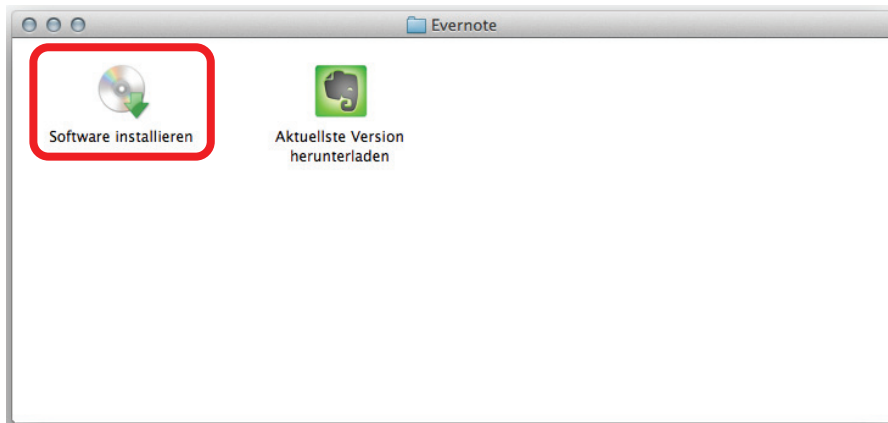 Evernote
Software installieren
Aktuellste Version
herunterladen